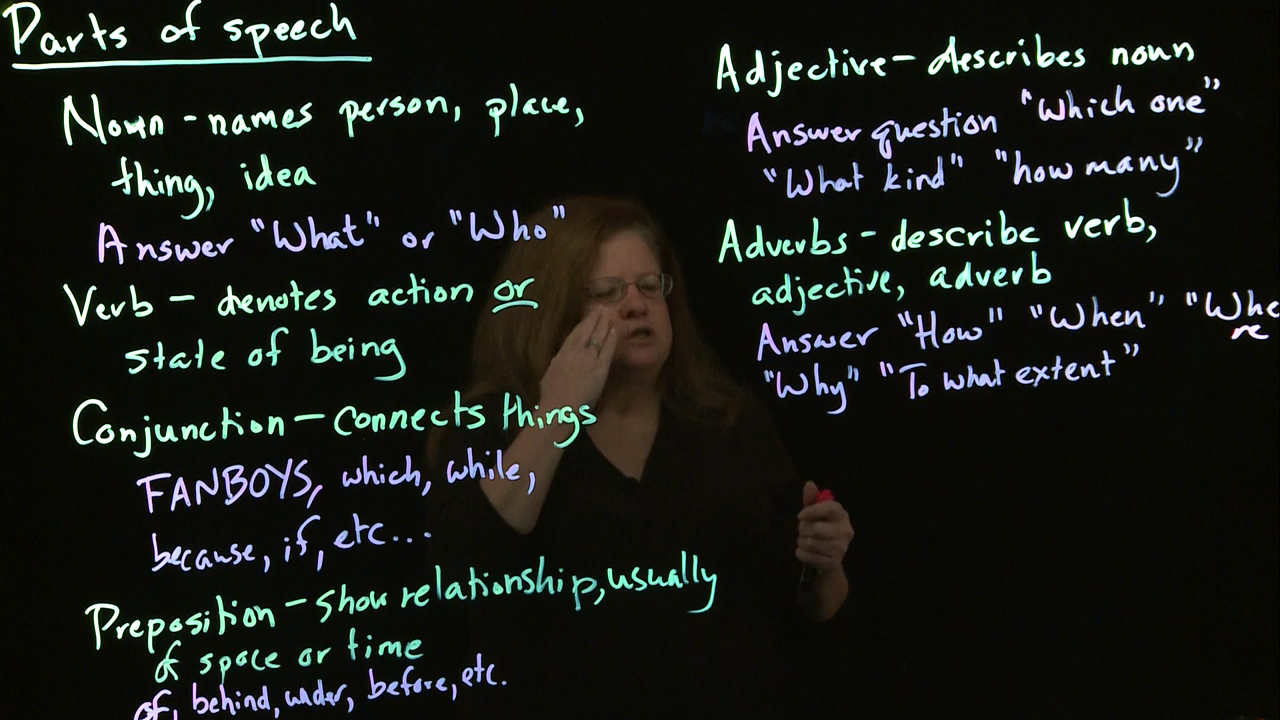 Parts of speech
Noun - names person, place,
thing, idea
Answer "What" or "Who"
Verb - denotes action or
state of being
Conjunction - connects things
FANBOYS, which, while,
because, if, etc...
Preposition - show relationship, usually
of space or time
of, behind, under, before, etc.
Adjective - describes noun
Answer question "Which one"
"What kind" "how many"
Adverbs - describe verb,
adjective, adverb
Answer "How" "When" "Whe
re
"Why" "To what extent"